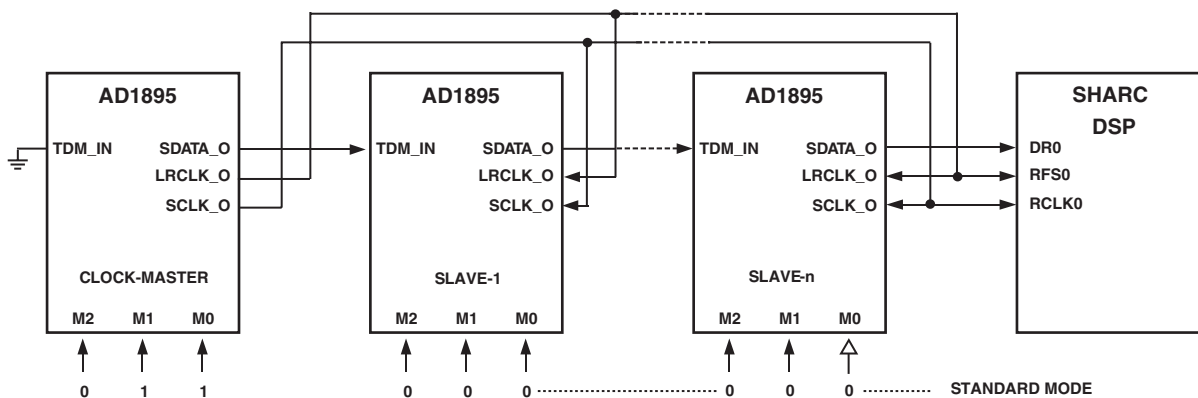 AD1895
TDM_IN SDATA_O
LRCLK_O
SCLK_O
CLOCK-MASTER
M2 M1 M0
0 1 1
AD1895
TDM_IN SDATA_O
LRCLK_O
SCLK_O
SLAVE-1
M2 M1 M0
0 0 0
AD1895
TDM_IN SDATA_O
LRCLK_O
SCLK_O
SLAVE-n
M2 M1 M0
0 0 0
STANDARD MODE
SHARC
DSP
DR0
RFS0
RCLK0